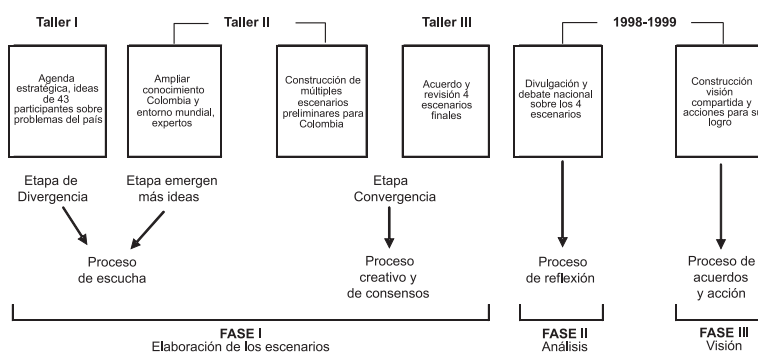 Taller I
Taller II
Taller III
1998-1999
Agenda
estratégica, ideas
de 43
participantes sobre
problemas del país
Ampliar
conocimiento
Colombia y
entorno mundial,
expertos
Construcción de
múltiples
escenarios
preliminares para
Colombia
Acuerdo y
revisión 4
escenarios
finales
Divulgación y
debate nacional
sobre los 4
escenarios
Construcción
visión
compartida y
acciones para su
logro
Etapa de
Divergencia
Etapa emergen
más ideas
Etapa
Convergencia
Proceso
de escucha
Proceso
creativo y
de consensos
Proceso
de reflexión
Proceso de
acuerdos
y acción
FASE I
Elaboración de los escenarios
FASE II
Análisis
FASE III
Visión